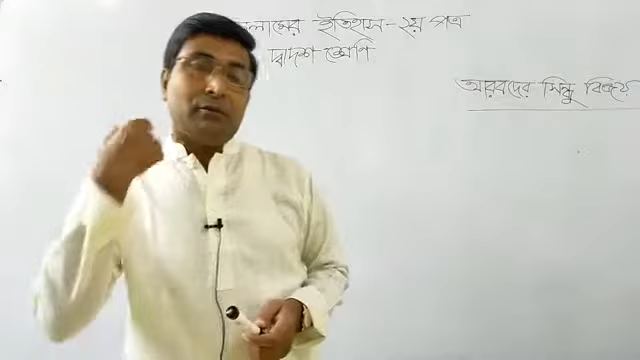 লামের ইতিহাস - ২য় পত্র
দ্বাদশ শ্রেণি
আরবদের সিন্ধু বিজয়